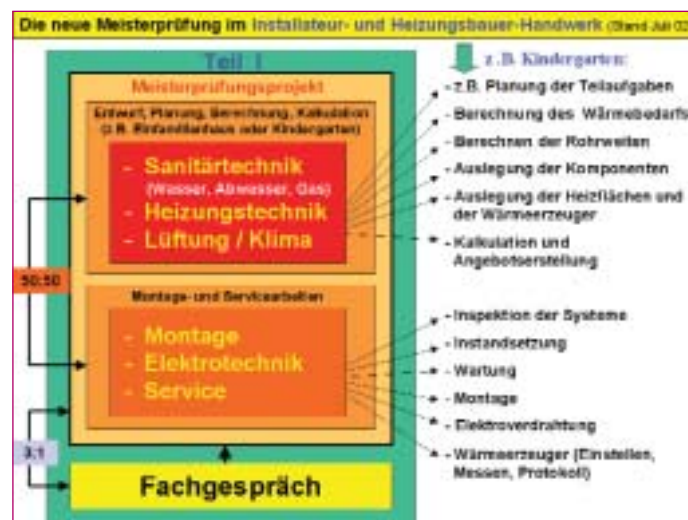 Die neue Meisterprüfung im Installateur- und Heizungsbauer-Handwerk (Stand Juli 02)
Teil I
z.B. Kindergarten:
Meisterprüfungsprojekt
Entwurf, Planung, Berechnung, Kalkulation
(z.B. Einfamilienhaus oder Kindergarten)
- Sanitärtechnik
(Wasser, Abwasser, Gas)
- Heizungstechnik
- Lüftung / Klima
- z.B. Planung der Teilaufgaben
- Berechnung des Wärmebedarfs
- Berechnen der Rohrweiten
- Auslegung der Komponenten
- Auslegung der Heizflächen und
der Wärmeerzeuger
- Kalkulation und
Angebotserstellung
50:50
Montage- und Servicearbeiten
- Montage
- Elektrotechnik
- Service
- Inspektion der Systeme
- Instandsetzung
- Wartung
- Montage
- Elektroverdrahtung
- Wärmeerzeuger (Einstellen,
Messen, Protokoll)
3:1
Fachgespräch